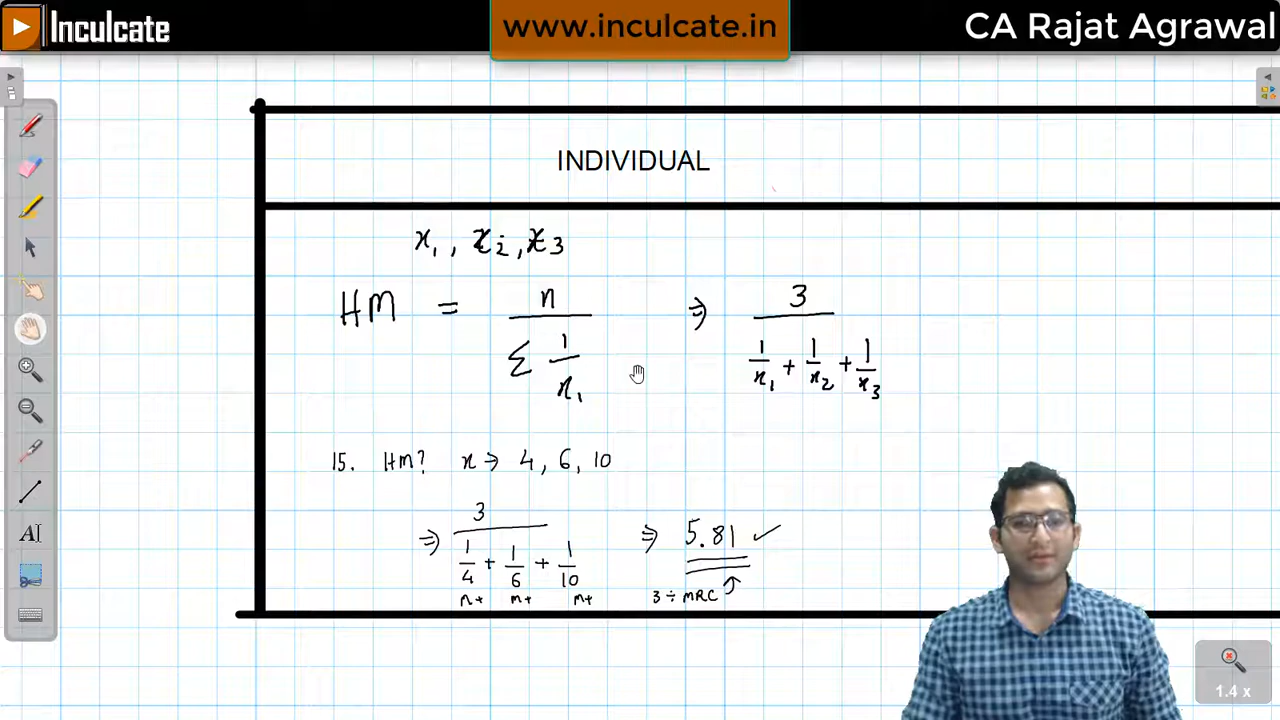 Inculcate
www.inculcate.in
CA Rajat Agrawal
INDIVIDUAL
x₁, x₂, x₃
HM = n / Σ 1/x₁ ⇒ 3 / 1/x₁ + 1/x₂ + 1/x₃
15. HM? x → 4, 6, 10
⇒ 3 / 1/4 + 1/6 + 1/10 ⇒ 5.81 ✓
M+ M+ M+ 3 ÷ MRC
AI
1.4 x